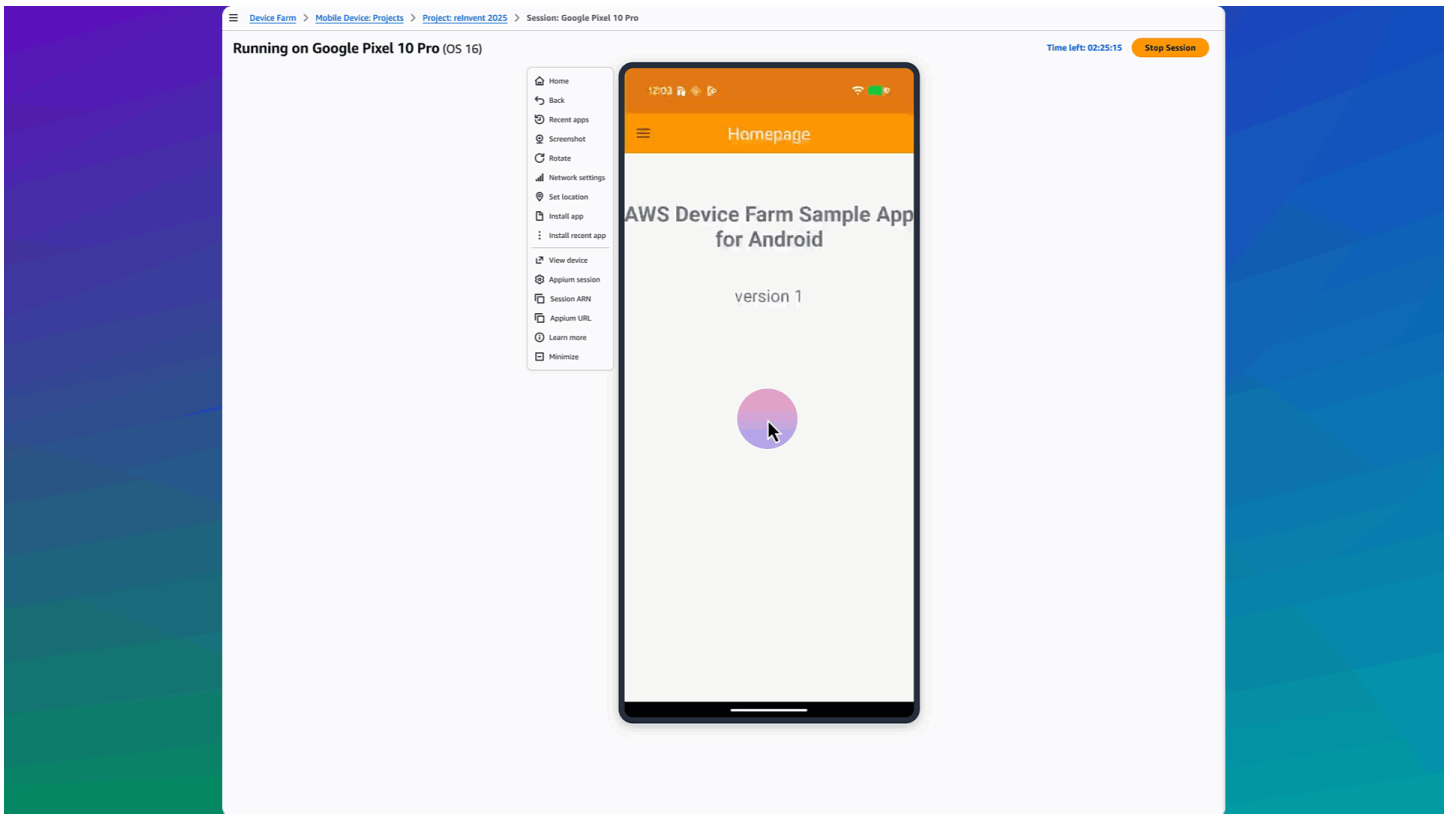 Device Farm > Mobile Device: Projects > Project: reInvent 2025 > Session: Google Pixel 10 Pro
Running on Google Pixel 10 Pro (OS 16)
Time left: 02:25:15
Stop Session
Home
Back
Recent apps
Screenshot
Rotate
Network settings
Set location
Install app
Install recent app
View device
Appium session
Session ARN
Appium URL
Learn more
Minimize
12:03
Homepage
AWS Device Farm Sample App
for Android
version 1